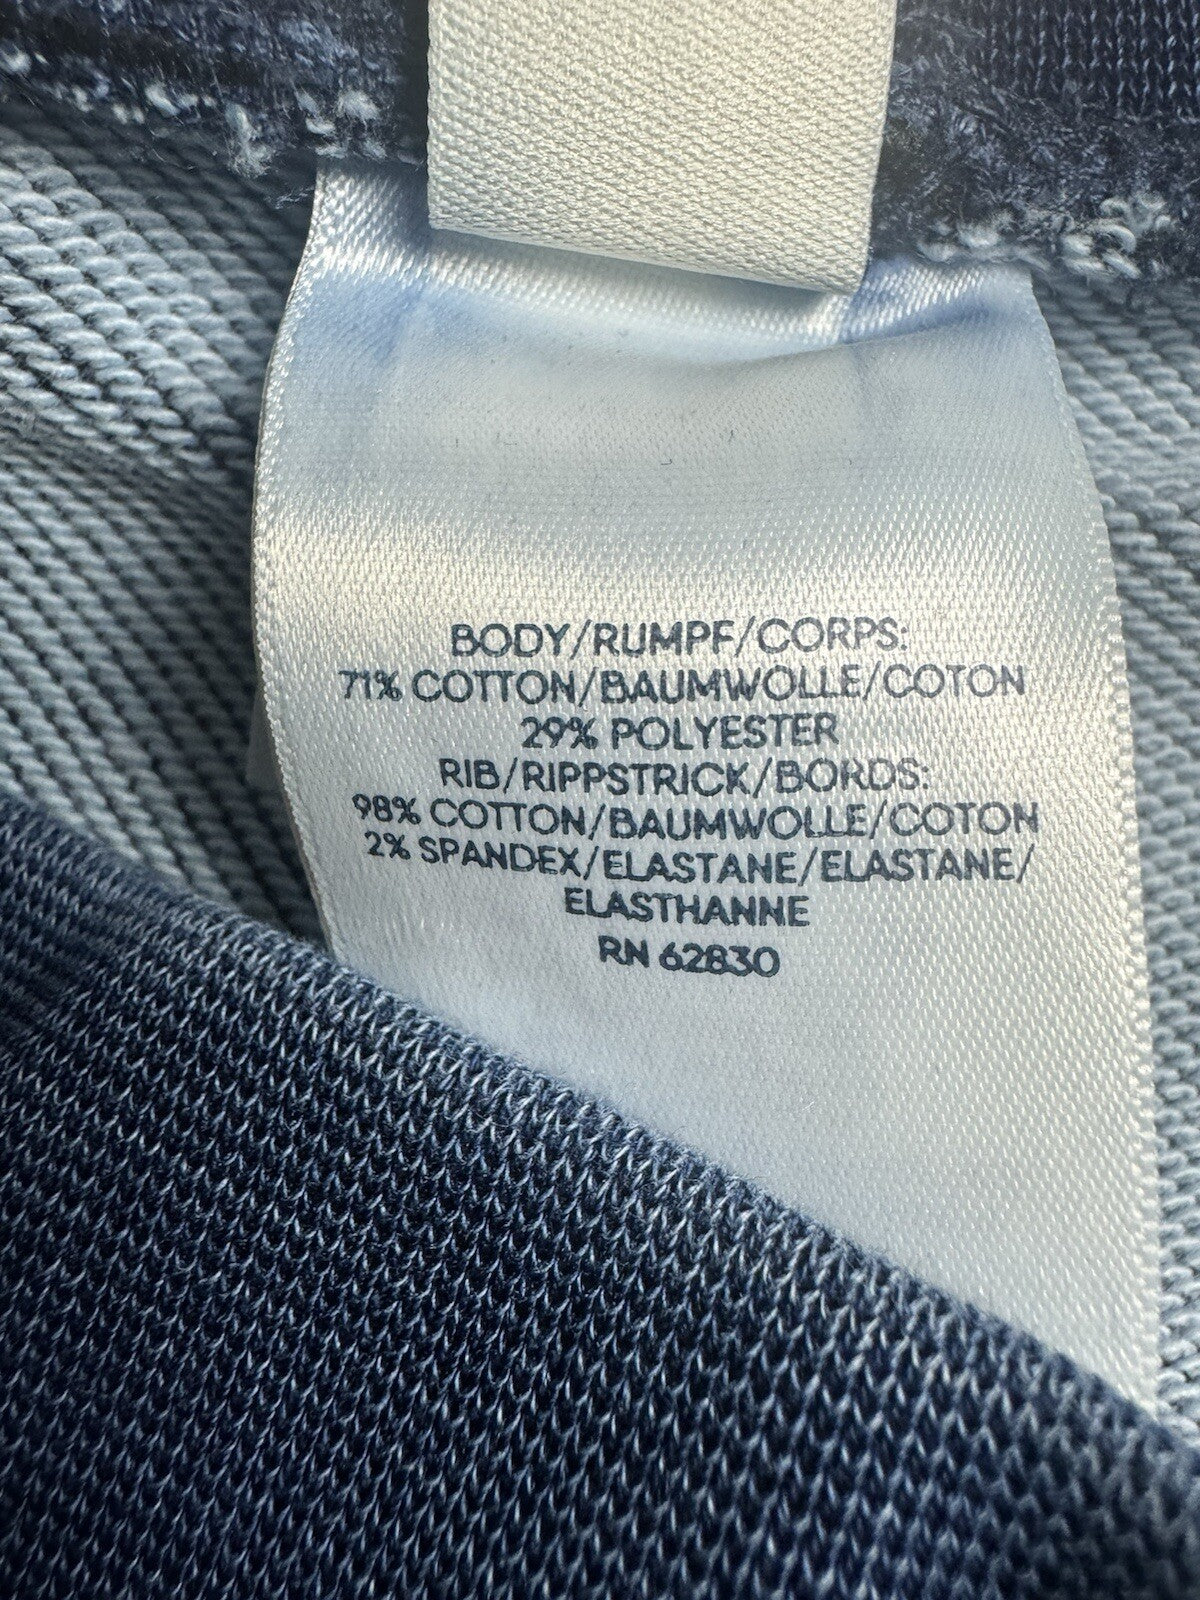 BODY/RUMPF/CORPS:
71% COTTON/BAUMWOLLE/COTON
29% POLYESTER
RIB/RIPPSTRICK/BORDS:
98% COTTON/BAUMWOLLE/COTON
2% SPANDEX/ELASTANE/ELASTANE/
ELASTHANNE
RN 62830